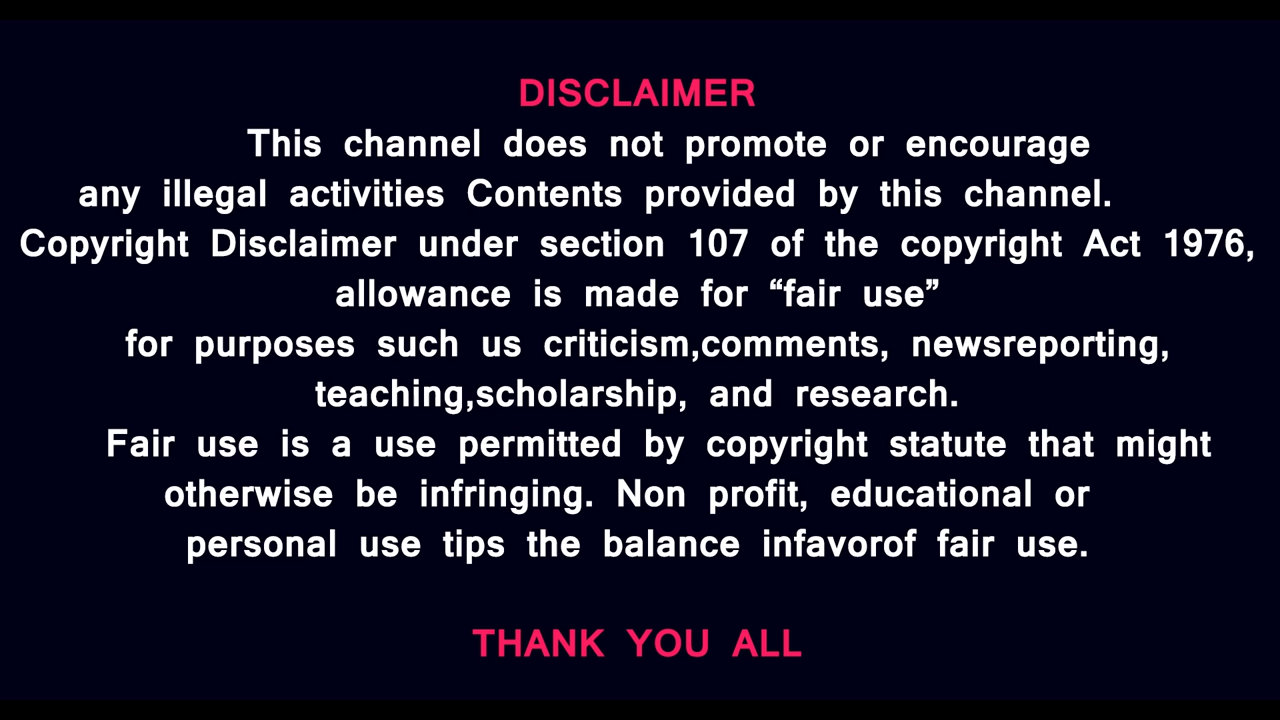 DISCLAIMER
This channel does not promote or encourage
any illegal activities Contents provided by this channel.
Copyright Disclaimer under section 107 of the copyright Act 1976,
allowance is made for “fair use”
for purposes such us criticism,comments, newsreporting,
teaching,scholarship, and research.
Fair use is a use permitted by copyright statute that might
otherwise be infringing. Non profit, educational or
personal use tips the balance infavorof fair use.
THANK YOU ALL